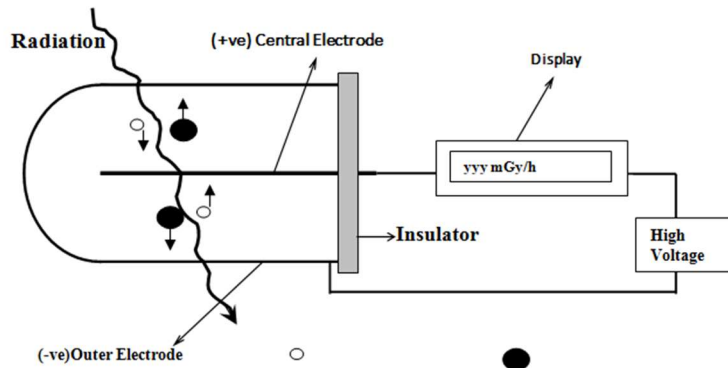 Radiation
(+ve) Central Electrode
Display
yyy mGy/h
Insulator
High
Voltage
(-ve)Outer Electrode